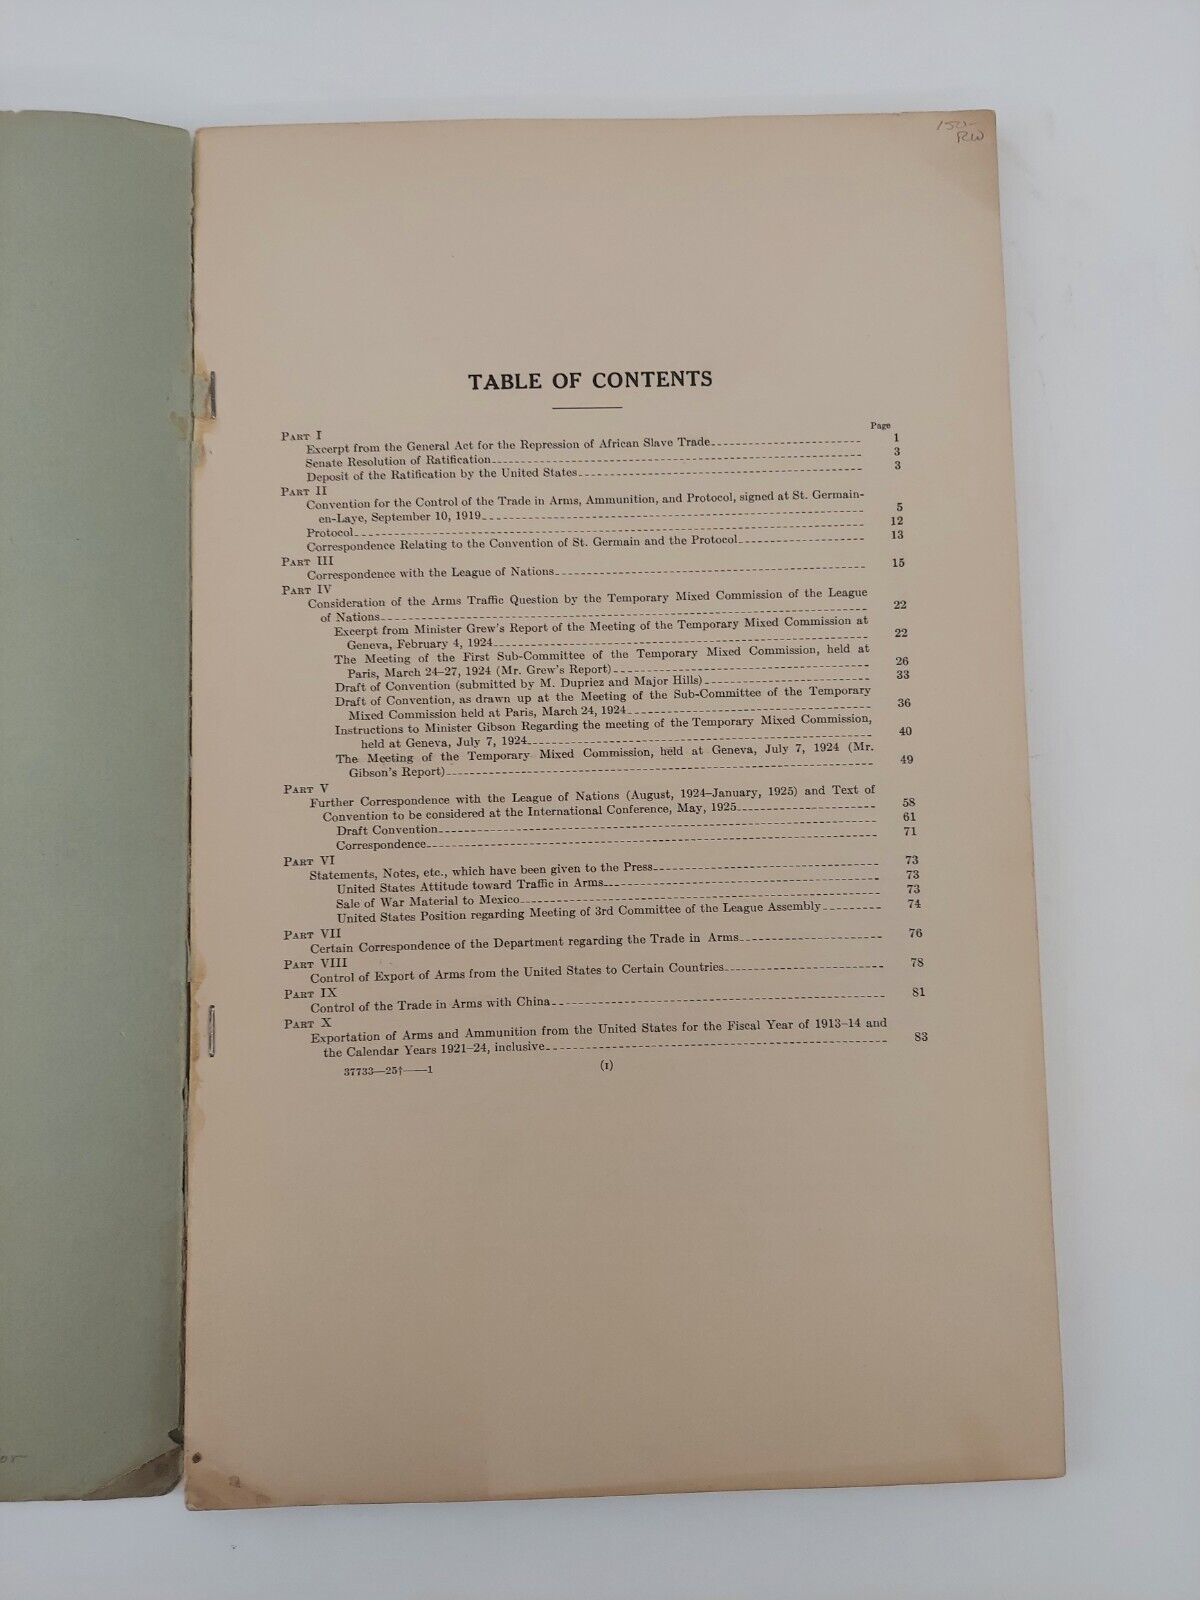 150-
RW
TABLE OF CONTENTS
Page
PART I
Excerpt from the General Act for the Repression of African Slave Trade 1
Senate Resolution of Ratification 3
Deposit of the Ratification by the United States 3
PART II
Convention for the Control of the Trade in Arms, Ammunition, and Protocol, signed at St. Germain-
en-Laye, September 10, 1919 5
Protocol 12
Correspondence Relating to the Convention of St. Germain and the Protocol 13
PART III
Correspondence with the League of Nations 15
PART IV
Consideration of the Arms Traffic Question by the Temporary Mixed Commission of the League
of Nations 22
Excerpt from Minister Grew's Report of the Meeting of the Temporary Mixed Commission at
Geneva, February 4, 1924 22
The Meeting of the First Sub-Committee of the Temporary Mixed Commission, held at
Paris, March 24–27, 1924 (Mr. Grew's Report) 26
Draft of Convention (submitted by M. Dupriez and Major Hills) 33
Draft of Convention, as drawn up at the Meeting of the Sub-Committee of the Temporary
Mixed Commission held at Paris, March 24, 1924 36
Instructions to Minister Gibson Regarding the meeting of the Temporary Mixed Commission,
held at Geneva, July 7, 1924 40
The Meeting of the Temporary Mixed Commission, held at Geneva, July 7, 1924 (Mr.
Gibson's Report) 49
PART V
Further Correspondence with the League of Nations (August, 1924–January, 1925) and Text of
Convention to be considered at the International Conference, May, 1925 58
Draft Convention 61
Correspondence 71
PART VI
Statements, Notes, etc., which have been given to the Press 73
United States Attitude toward Traffic in Arms 73
Sale of War Material to Mexico 73
United States Position regarding Meeting of 3rd Committee of the League Assembly 74
PART VII
Certain Correspondence of the Department regarding the Trade in Arms 76
PART VIII
Control of Export of Arms from the United States to Certain Countries 78
PART IX
Control of the Trade in Arms with China 81
PART X
Exportation of Arms and Ammunition from the United States for the Fiscal Year of 1913–14 and
the Calendar Years 1921–24, inclusive 83
37733—25†——1 (I)